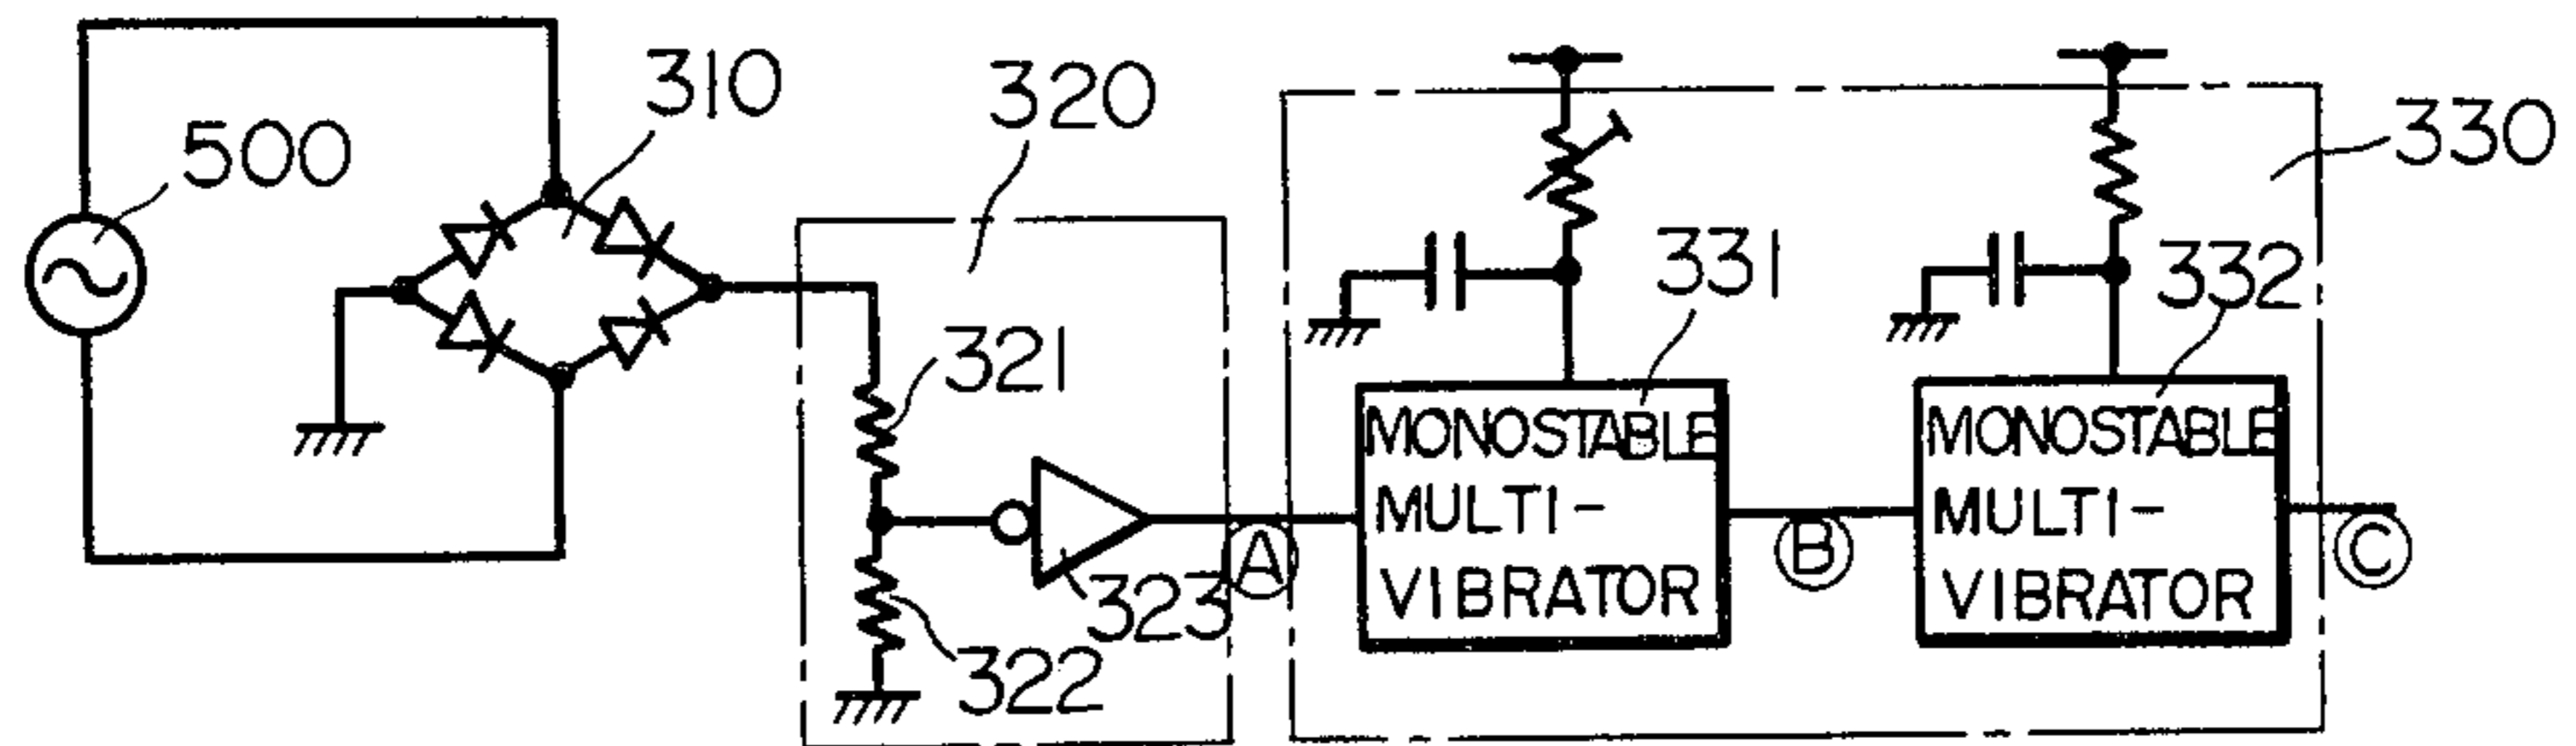 500
310
320
321
322
323
A
330
331
MONOSTABLE
MULTI-
VIBRATOR
B
332
MONOSTABLE
MULTI-
VIBRATOR
C